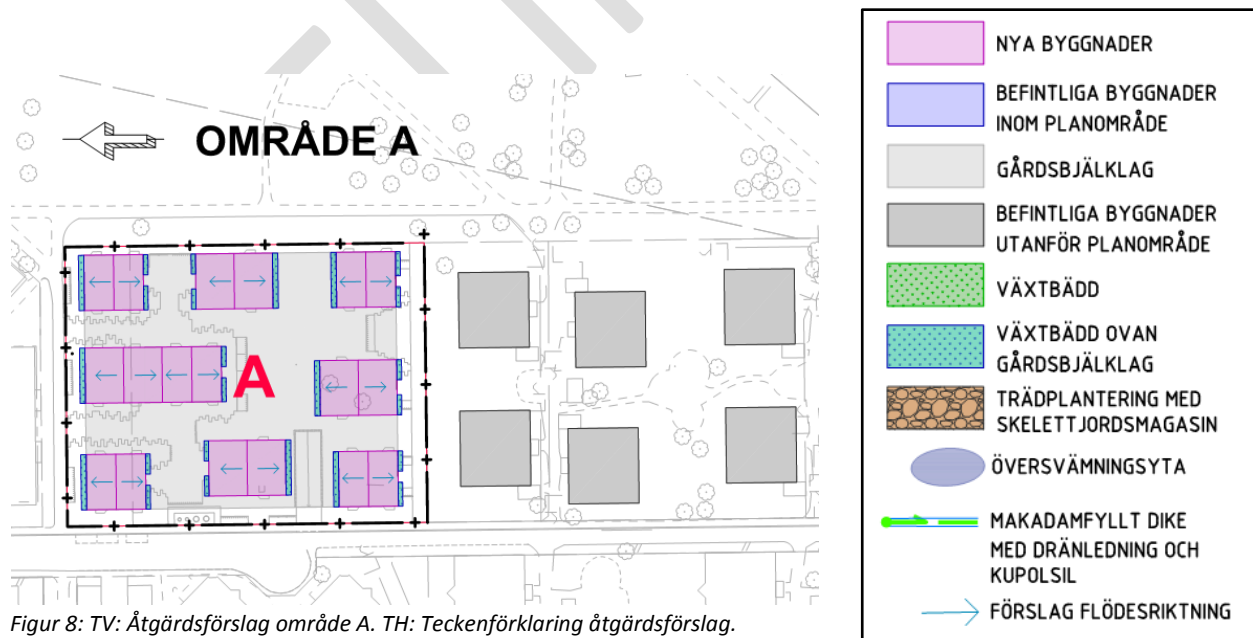 OMRÅDE A
A
Figur 8: TV: Åtgärdsförslag område A. TH: Teckenförklaring åtgärdsförslag.
NYA BYGGNADER
BEFINTLIGA BYGGNADER
INOM PLANOMRÅDE
GÅRDSBJÄLKLAG
BEFINTLIGA BYGGNADER
UTANFÖR PLANOMRÅDE
VÄXTBÄDD
VÄXTBÄDD OVAN
GÅRDSBJÄLKLAG
TRÄDPLANTERING MED
SKELETTJORDSMAGASIN
ÖVERSVÄMNINGSYTA
MAKADAMFYLLT DIKE
MED DRÄNLEDNING OCH
KUPOLSIL
FÖRSLAG FLÖDESRIKTNING